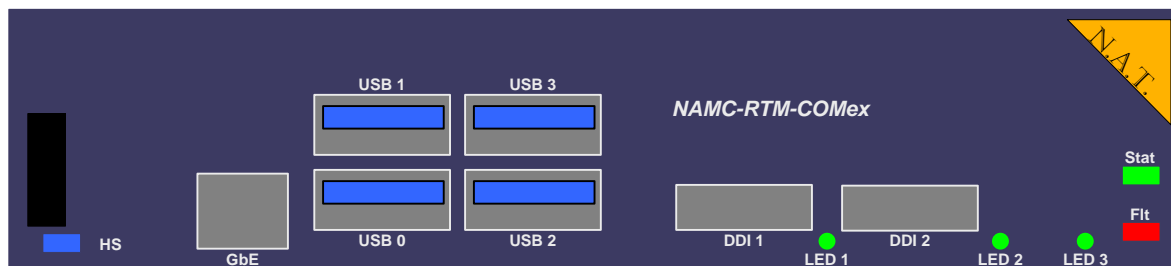 N.A.T.
USB 1
USB 3
NAMC-RTM-COMex
Stat
Flt
HS
GbE
USB 0
USB 2
DDI 1
DDI 2
LED 1
LED 2
LED 3